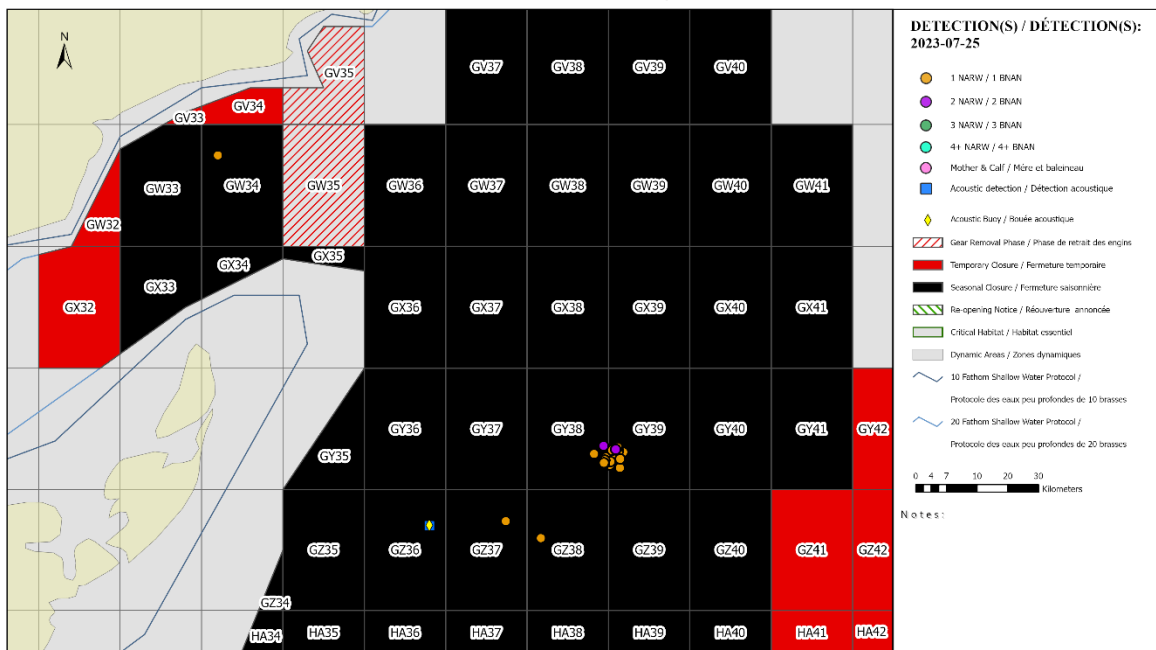 DETECTION(S) / DÉTECTION(S):
2023-07-25
1 NARW / 1 BNAN
2 NARW / 2 BNAN
3 NARW / 3 BNAN
4+ NARW / 4+ BNAN
Mother & Calf / Mére et baleineau
Acoustic detection / Détection acoustique
Acoustic Buoy / Bouée acoustique
Gear Removal Phase / Phase de retrait des engins
Temporary Closure / Fermeture temporaire
Seasonal Closure / Fermeture saisonnière
Re-opening Notice / Réouverture annoncée
Critical Habitat / Habitat essentiel
Dynamic Areas / Zones dynamiques
10 Fathom Shallow Water Protocol /
Protocole des eaux peu profondes de 10 brasses
20 Fathom Shallow Water Protocol /
Protocole des eaux peu profondes de 20 brasses
0 4 7 10 20 30
Kilometers
Notes:
N
GV35 GV37 GV38 GV39 GV40
GV33 GV34
GW32 GW33 GW34 GW35 GW36 GW37 GW38 GW39 GW40 GW41
GX32 GX33 GX34 GX35 GX36 GX37 GX38 GX39 GX40 GX41
GY35 GY36 GY37 GY38 GY39 GY40 GY41 GY42
GZ34 GZ35 GZ36 GZ37 GZ38 GZ39 GZ40 GZ41 GZ42
HA34 HA35 HA36 HA37 HA38 HA39 HA40 HA41 HA42